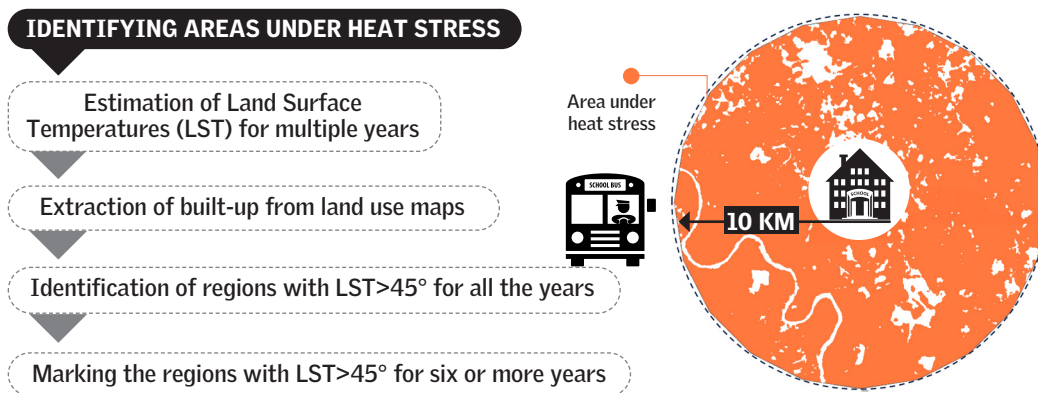 IDENTIFYING AREAS UNDER HEAT STRESS
Estimation of Land Surface
Temperatures (LST) for multiple years
Extraction of built-up from land use maps
Identification of regions with LST>45° for all the years
Marking the regions with LST>45° for six or more years
Area under
heat stress
SCHOOL BUS
SCHOOL
10 KM